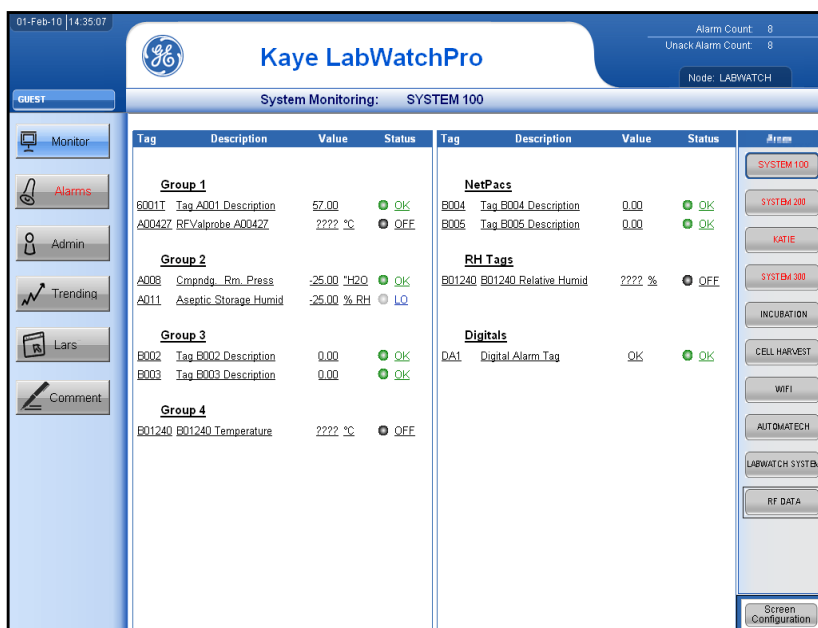 01-Feb-10 14:35:07
Alarm Count: 8
Unack Alarm Count: 8
Kaye LabWatchPro
Node: LABWATCH
GUEST
System Monitoring: SYSTEM 100
Monitor
Alarms
Admin
Trending
Lars
Comment
Tag Description Value Status
Group 1
6001T Tag A001 Description 57.00 OK
A00427 RFValprobe A00427 ???? °C OFF
Group 2
A008 Cmpndg. Rm. Press -25.00 "H2O OK
A011 Aseptic Storage Humid -25.00 % RH LO
Group 3
B002 Tag B002 Description 0.00 OK
B003 Tag B003 Description 0.00 OK
Group 4
B01240 B01240 Temperature ???? °C OFF
Tag Description Value Status
NetPacs
B004 Tag B004 Description 0.00 OK
B005 Tag B005 Description 0.00 OK
RH Tags
B01240 B01240 Relative Humid ???? % OFF
Digitals
DA1 Digital Alarm Tag OK OK
SYSTEM 100
SYSTEM 200
KATIE
SYSTEM 300
INCUBATION
CELL HARVEST
WIFI
AUTOMATECH
LABWATCH SYSTEM
RF DATA
Screen
Configuration